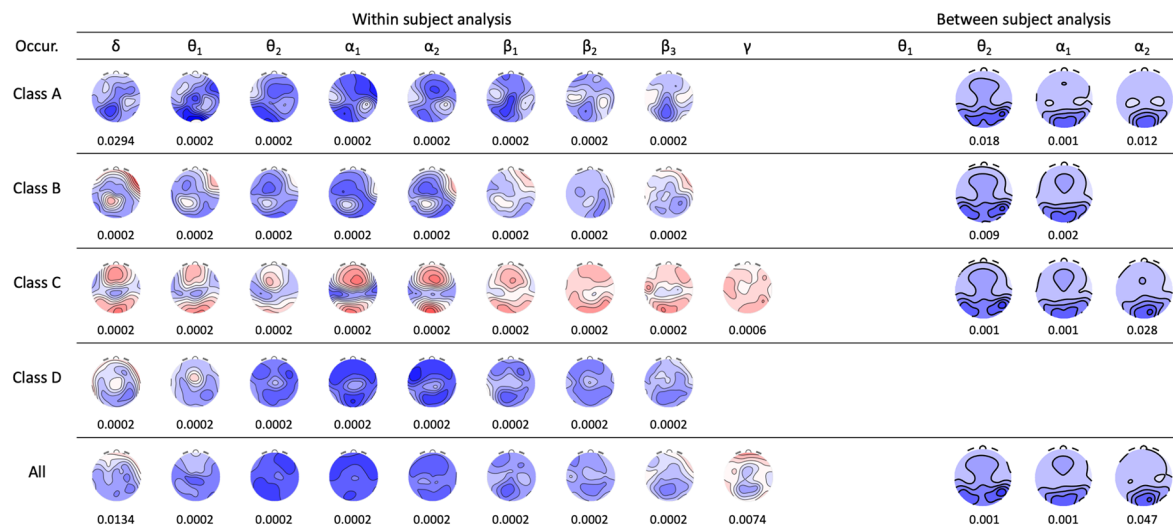 Within subject analysis Between subject analysis
Occur. δ θ1 θ2 α1 α2 β1 β2 β3 γ θ1 θ2 α1 α2
Class A
0.0294 0.0002 0.0002 0.0002 0.0002 0.0002 0.0002 0.0002 0.018 0.001 0.012
Class B
0.0002 0.0002 0.0002 0.0002 0.0002 0.0002 0.0002 0.0002 0.009 0.002
Class C
0.0002 0.0002 0.0002 0.0002 0.0002 0.0002 0.0002 0.0002 0.0006 0.001 0.001 0.028
Class D
0.0002 0.0002 0.0002 0.0002 0.0002 0.0002 0.0002 0.0002
All
0.0134 0.0002 0.0002 0.0002 0.0002 0.0002 0.0002 0.0002 0.0074 0.001 0.001 0.047